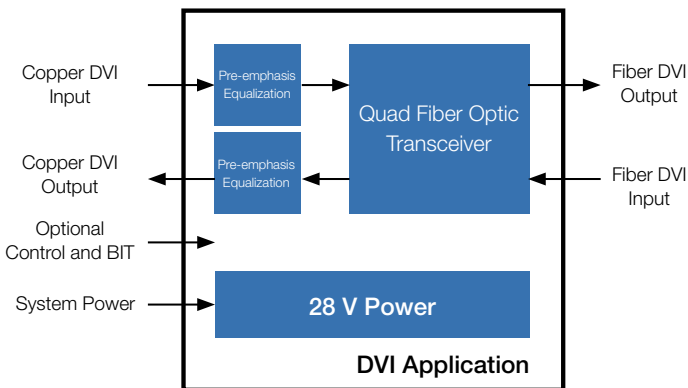 Copper DVI
Input
Pre-emphasis
Equalization
Quad Fiber Optic
Transceiver
Fiber DVI
Output
Copper DVI
Output
Pre-emphasis
Equalization
Fiber DVI
Input
Optional
Control and BIT
System Power
28 V Power
DVI Application